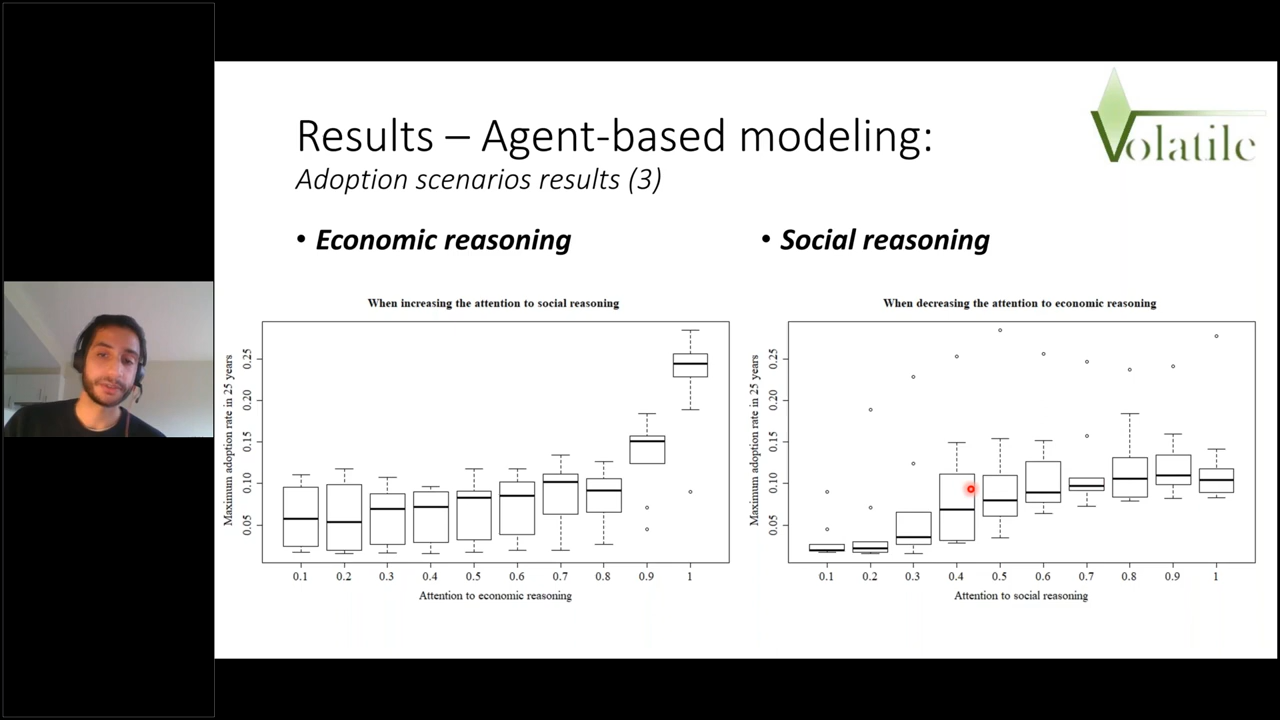 Results – Agent-based modeling:
Adoption scenarios results (3)
Volatile
• Economic reasoning
When increasing the attention to social reasoning
Maximum adoption rate in 25 years
0.25
0.20
0.15
0.10
0.05
0.1 0.2 0.3 0.4 0.5 0.6 0.7 0.8 0.9 1
Attention to economic reasoning
• Social reasoning
When decreasing the attention to economic reasoning
Maximum adoption rate in 25 years
0.25
0.20
0.15
0.10
0.05
0.1 0.2 0.3 0.4 0.5 0.6 0.7 0.8 0.9 1
Attention to social reasoning